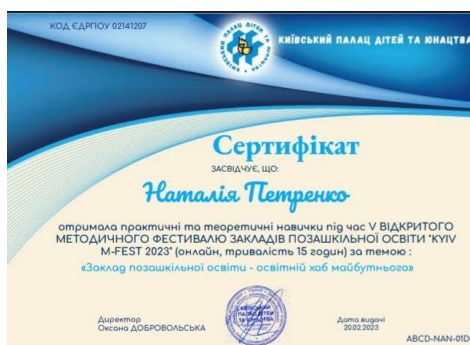 КОД ЄДРПОУ 02141207
КИЇВСЬКИЙ ПАЛАЦ ДІТЕЙ ТА ЮНАЦТВА
Сертифікат
ЗАСВІДЧУЄ, ЩО:
Наталія Петренко
отримала практичні та теоретичні навички під час V ВІДКРИТОГО
МЕТОДИЧНОГО ФЕСТИВАЛЮ ЗАКЛАДІВ ПОЗАШКІЛЬНОЇ ОСВІТИ "KYIV
M-FEST 2023" (онлайн, тривалість 15 годин) за темою :
«Заклад позашкільної освіти - освітній хаб майбутнього»
Директор
Оксана ДОБРОВОЛЬСЬКА
Дата видачі
20.02.2023
ABCD-NAN-01D